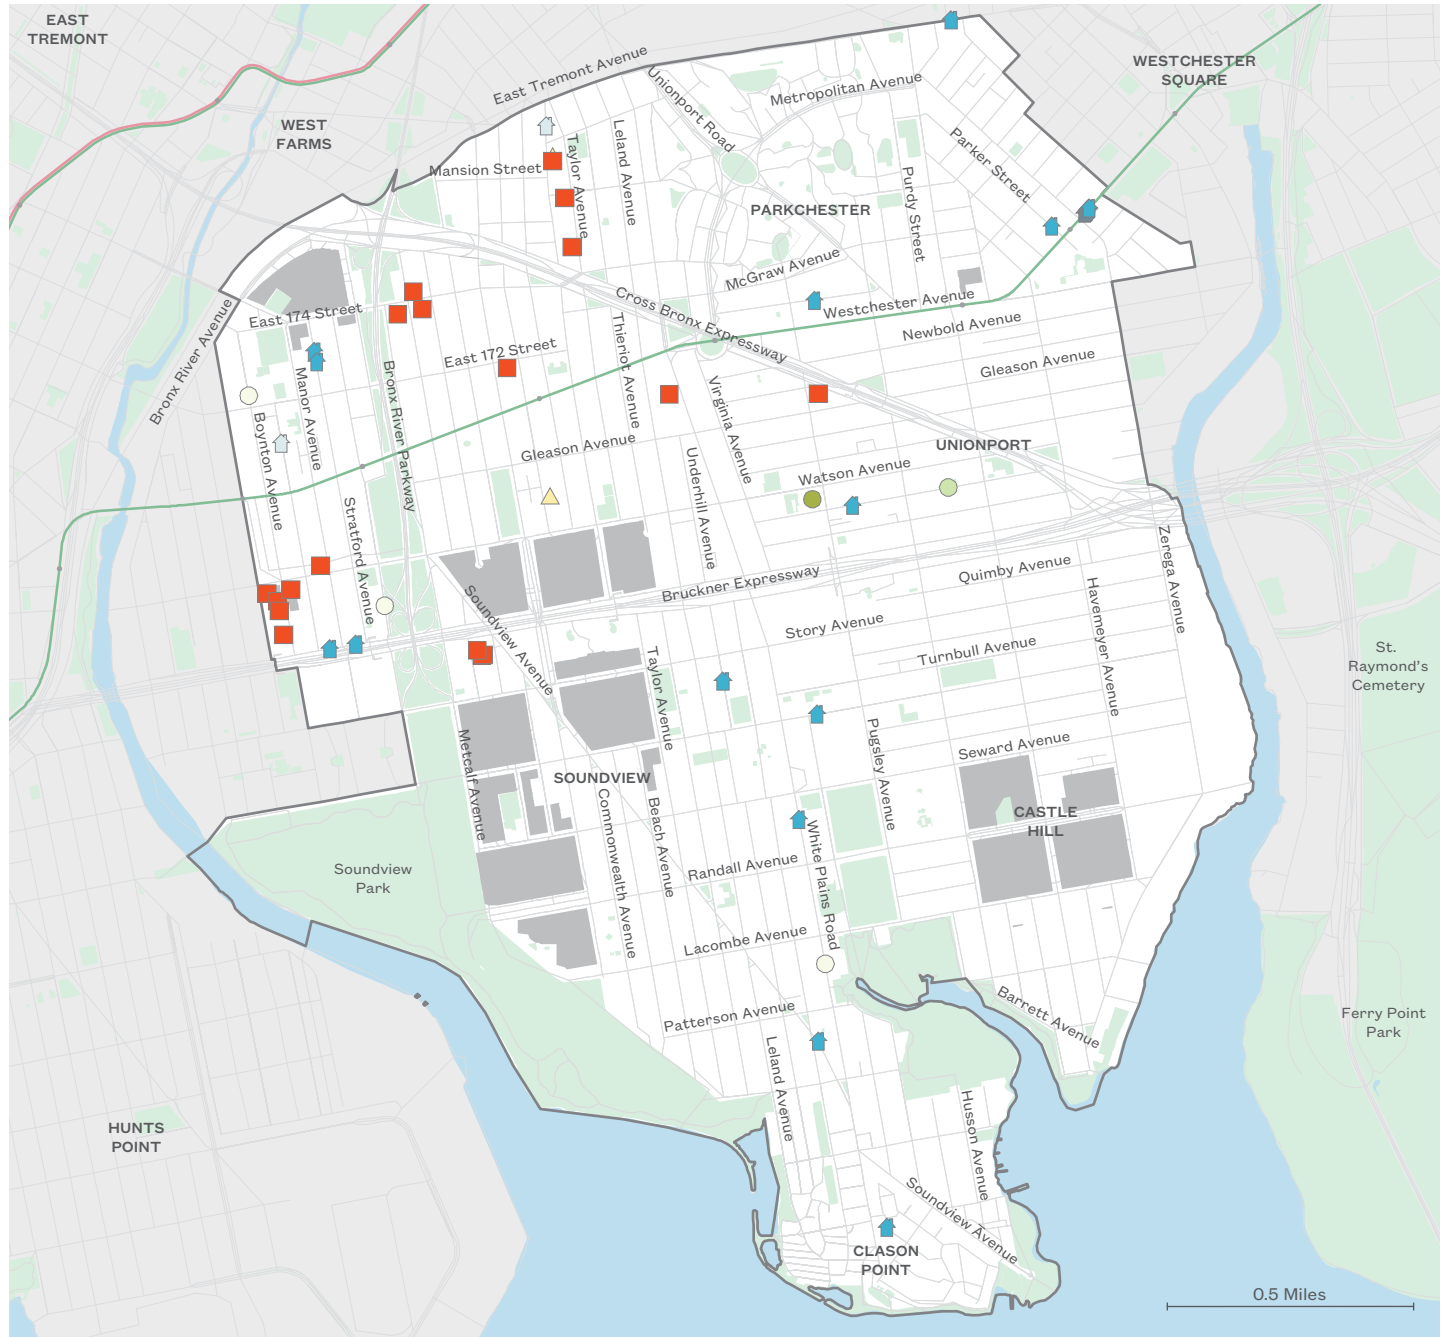 EAST
TREMONT
WEST
FARMS
East Tremont Avenue
Unionport Road
Metropolitan Avenue
WESTCHESTER
SQUARE
Mansion Street
Taylor Avenue
Leland Avenue
PARKCHESTER
Purdy Street
Parker Street
McGraw Avenue
Westchester Avenue
Cross Bronx Expressway
Newbold Avenue
Gleason Avenue
East 174 Street
East 172 Street
Bronx River Avenue
Manor Avenue
Boynton Avenue
Bronx River Parkway
Stratford Avenue
Thieriot Avenue
Virginia Avenue
Gleason Avenue
Underhill Avenue
Watson Avenue
UNIONPORT
Bruckner Expressway
Quimby Avenue
Zerega Avenue
Havemeyer Avenue
Story Avenue
Turnbull Avenue
Soundview Avenue
Taylor Avenue
St.
Raymond's
Cemetery
Pugsley Avenue
Seward Avenue
Metcalf Avenue
SOUNDVIEW
Commonwealth Avenue
Beach Avenue
CASTLE
HILL
White Plains Road
Randall Avenue
Soundview
Park
Lacombe Avenue
Patterson Avenue
Barrett Avenue
Ferry Point
Park
Leland Avenue
Husson Avenue
HUNTS
POINT
Soundview Avenue
CLASON
POINT
0.5 Miles